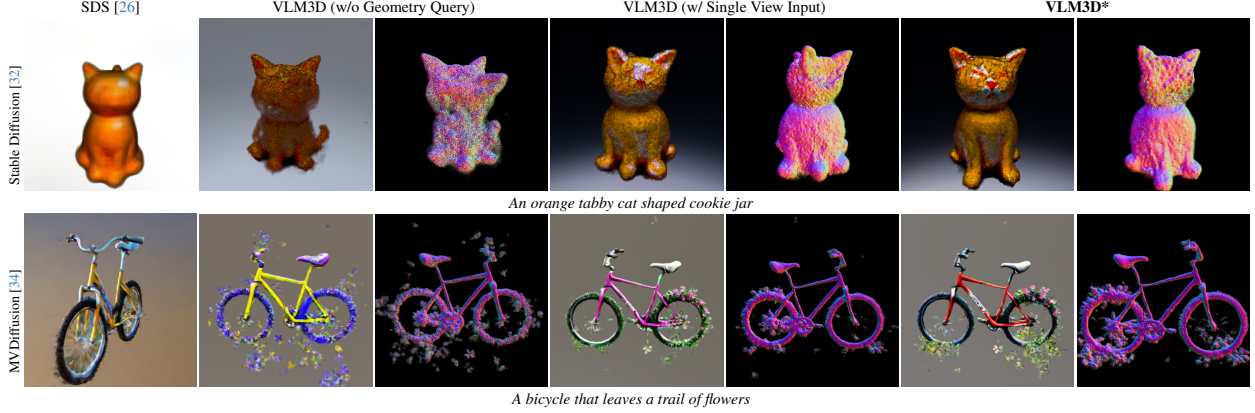 SDS [26] VLM3D (w/o Geometry Query) VLM3D (w/ Single View Input) VLM3D*
Stable Diffusion [32]
An orange tabby cat shaped cookie jar
MVDiffusion [34]
A bicycle that leaves a trail of flowers